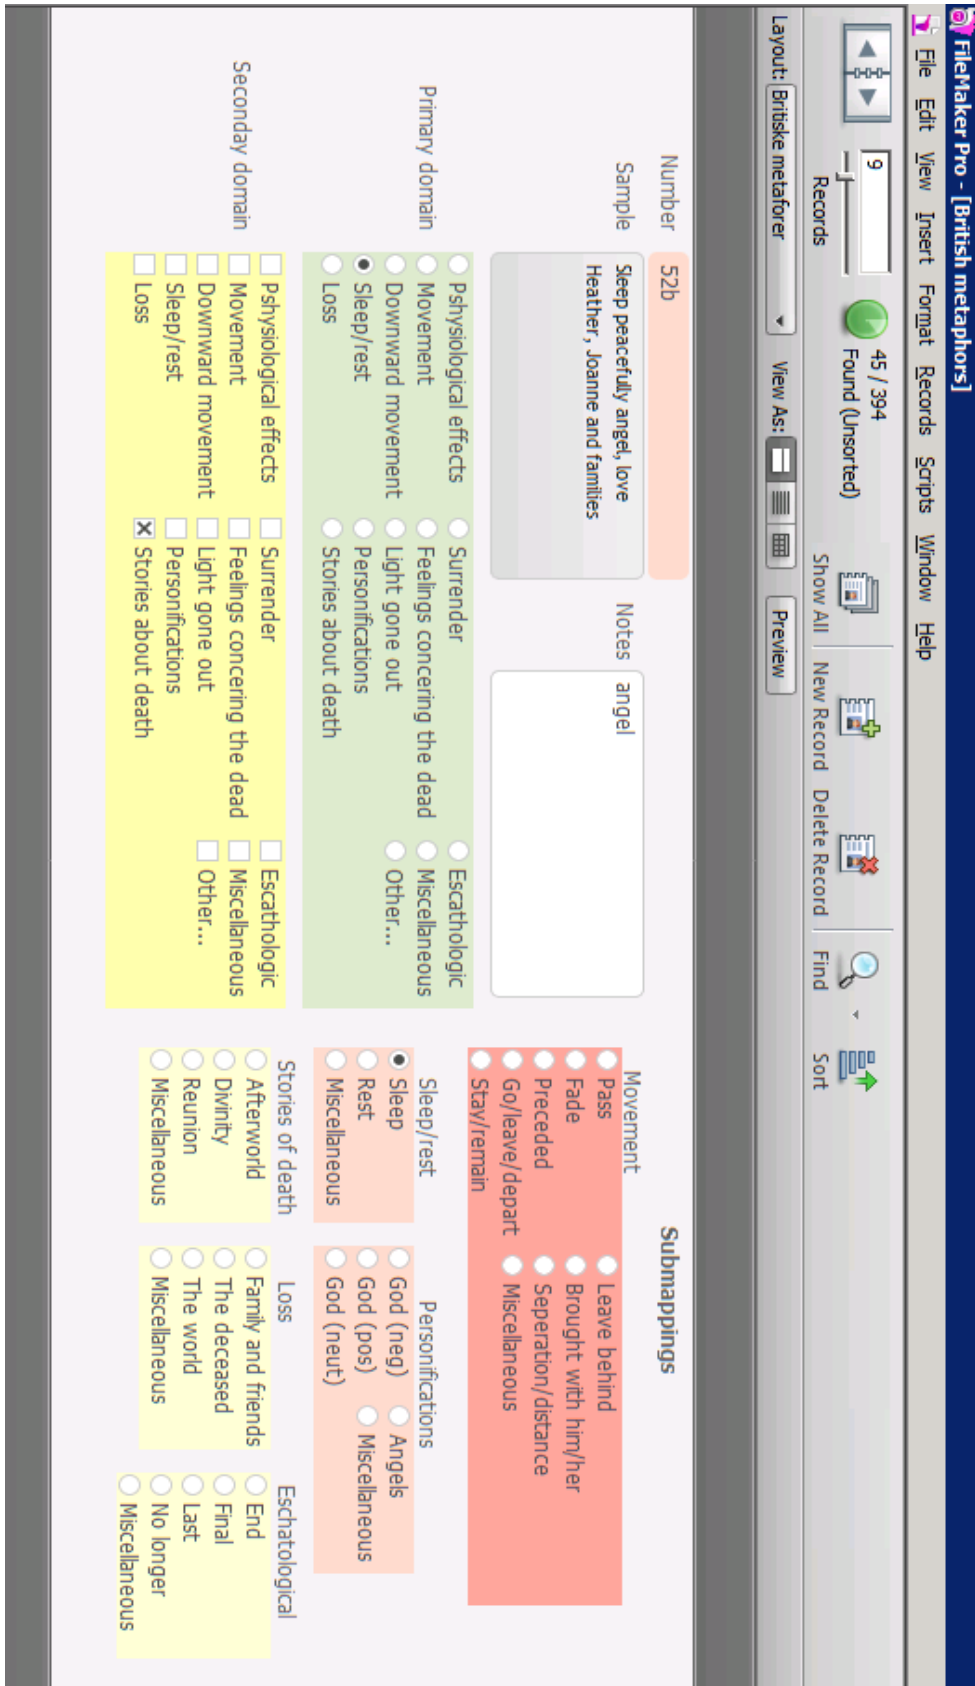 FileMaker Pro - [British metaphors]
File Edit View Insert Format Records Scripts Window Help
9
Records
45 / 394
Found (Unsorted)
Show All
New Record
Delete Record
Find
Sort
Layout: Britiske metaforer
View As:
Preview
Number 52b
Sample
Sleep peacefully angel, love
Heather, Joanne and families
Notes angel
Primary domain
Pshysiological effects
Movement
Downward movement
Sleep/rest
Loss
Surrender
Feelings concering the dead
Light gone out
Personifications
Stories about death
Escathologic
Miscellaneous
Other...
Seconday domain
Pshysiological effects
Movement
Downward movement
Sleep/rest
Loss
Surrender
Feelings concering the dead
Light gone out
Personifications
Stories about death
Escathologic
Miscellaneous
Other...
Submappings
Movement
Pass
Fade
Preceded
Go/leave/depart
Stay/remain
Leave behind
Brought with him/her
Seperation/distance
Miscellaneous
Sleep/rest
Sleep
Rest
Miscellaneous
Personifications
God (neg)
God (pos)
God (neut)
Angels
Miscellaneous
Stories of death
Afterworld
Divinity
Reunion
Miscellaneous
Loss
Family and friends
The deceased
The world
Miscellaneous
Eschatological
End
Final
Last
No longer
Miscellaneous